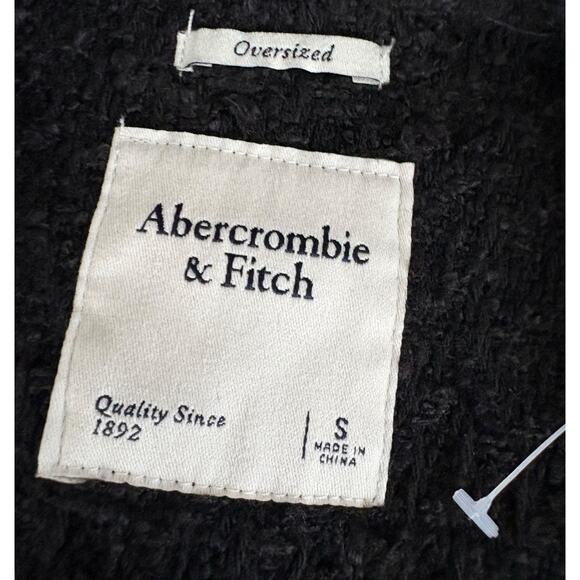 Oversized
Abercrombie
& Fitch
Quality Since
1892
S
MADE IN
CHINA